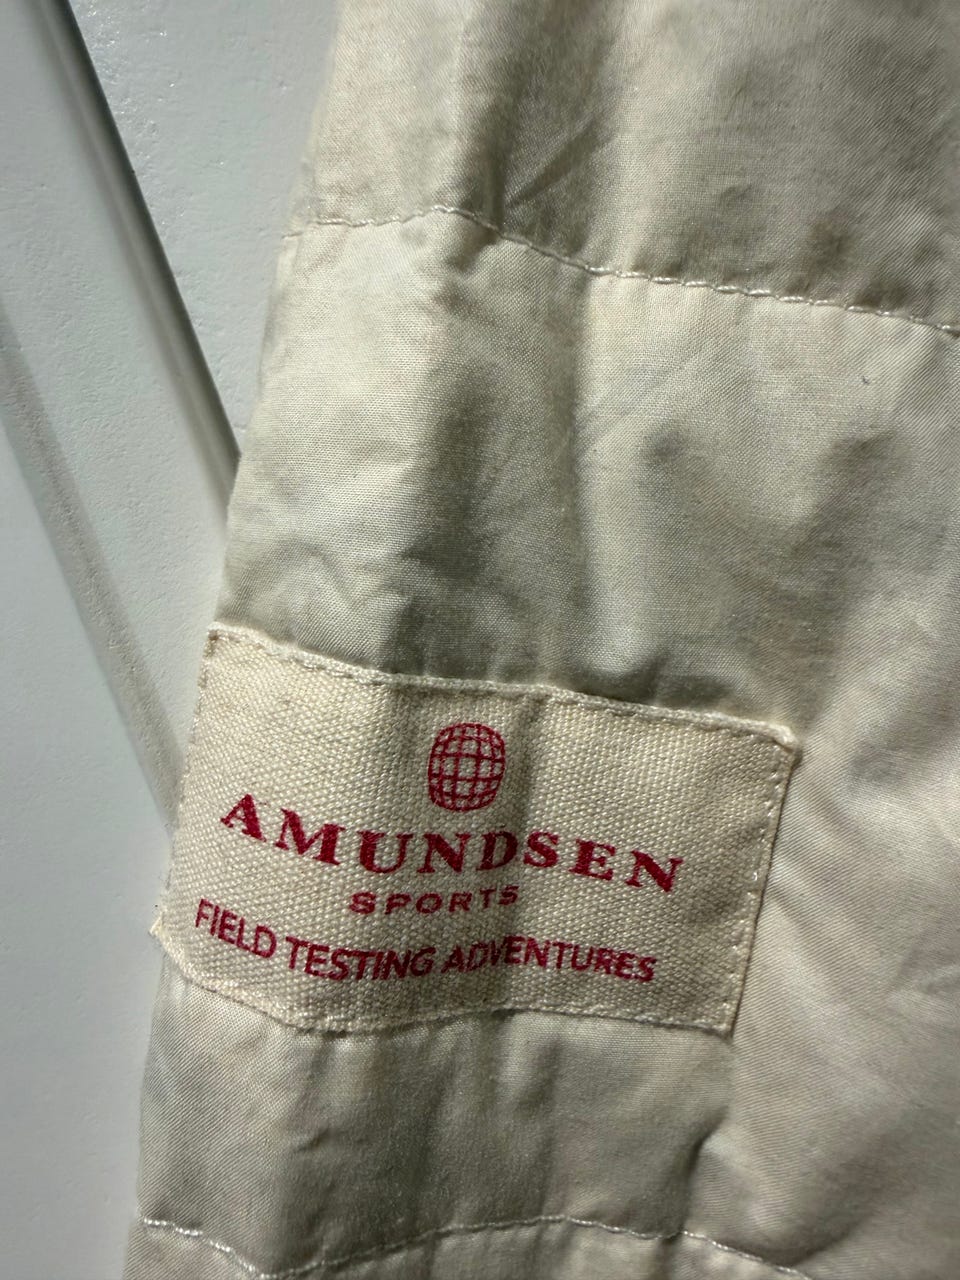 AMUNDSEN
SPORTS
FIELD TESTING ADVENTURES